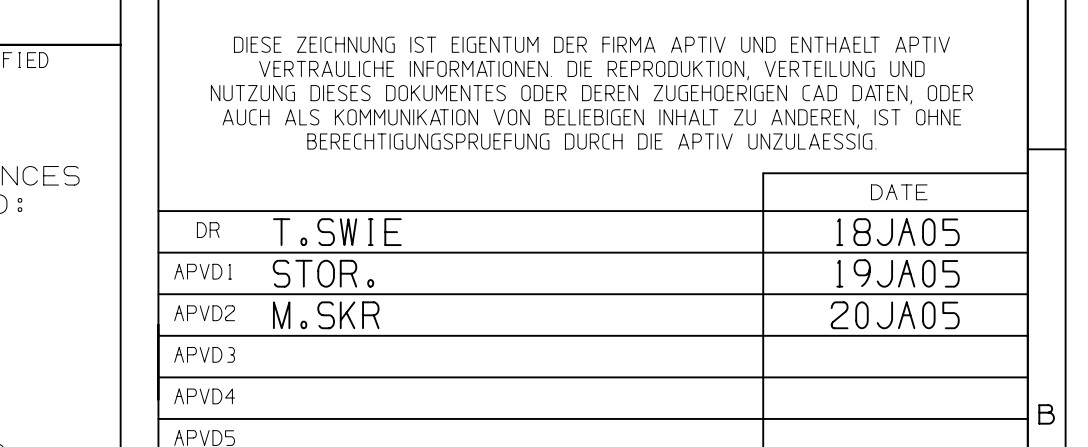 FIED
NCES
DIESE ZEICHNUNG IST EIGENTUM DER FIRMA APTIV UND ENTHAELT APTIV
VERTRAULICHE INFORMATIONEN. DIE REPRODUKTION, VERTEILUNG UND
NUTZUNG DIESES DOKUMENTES ODER DEREN ZUGEHOERIGEN CAD DATEN, ODER
AUCH ALS KOMMUNIKATION VON BELIEBIGEN INHALT ZU ANDEREN, IST OHNE
BERECHTIGUNGSPRUEFUNG DURCH DIE APTIV UNZULAESSIG.
DATE
DR T.SWIE 18JA05
APVD1 STOR. 19JA05
APVD2 M.SKR 20JA05
APVD3
APVD4
APVD5
B